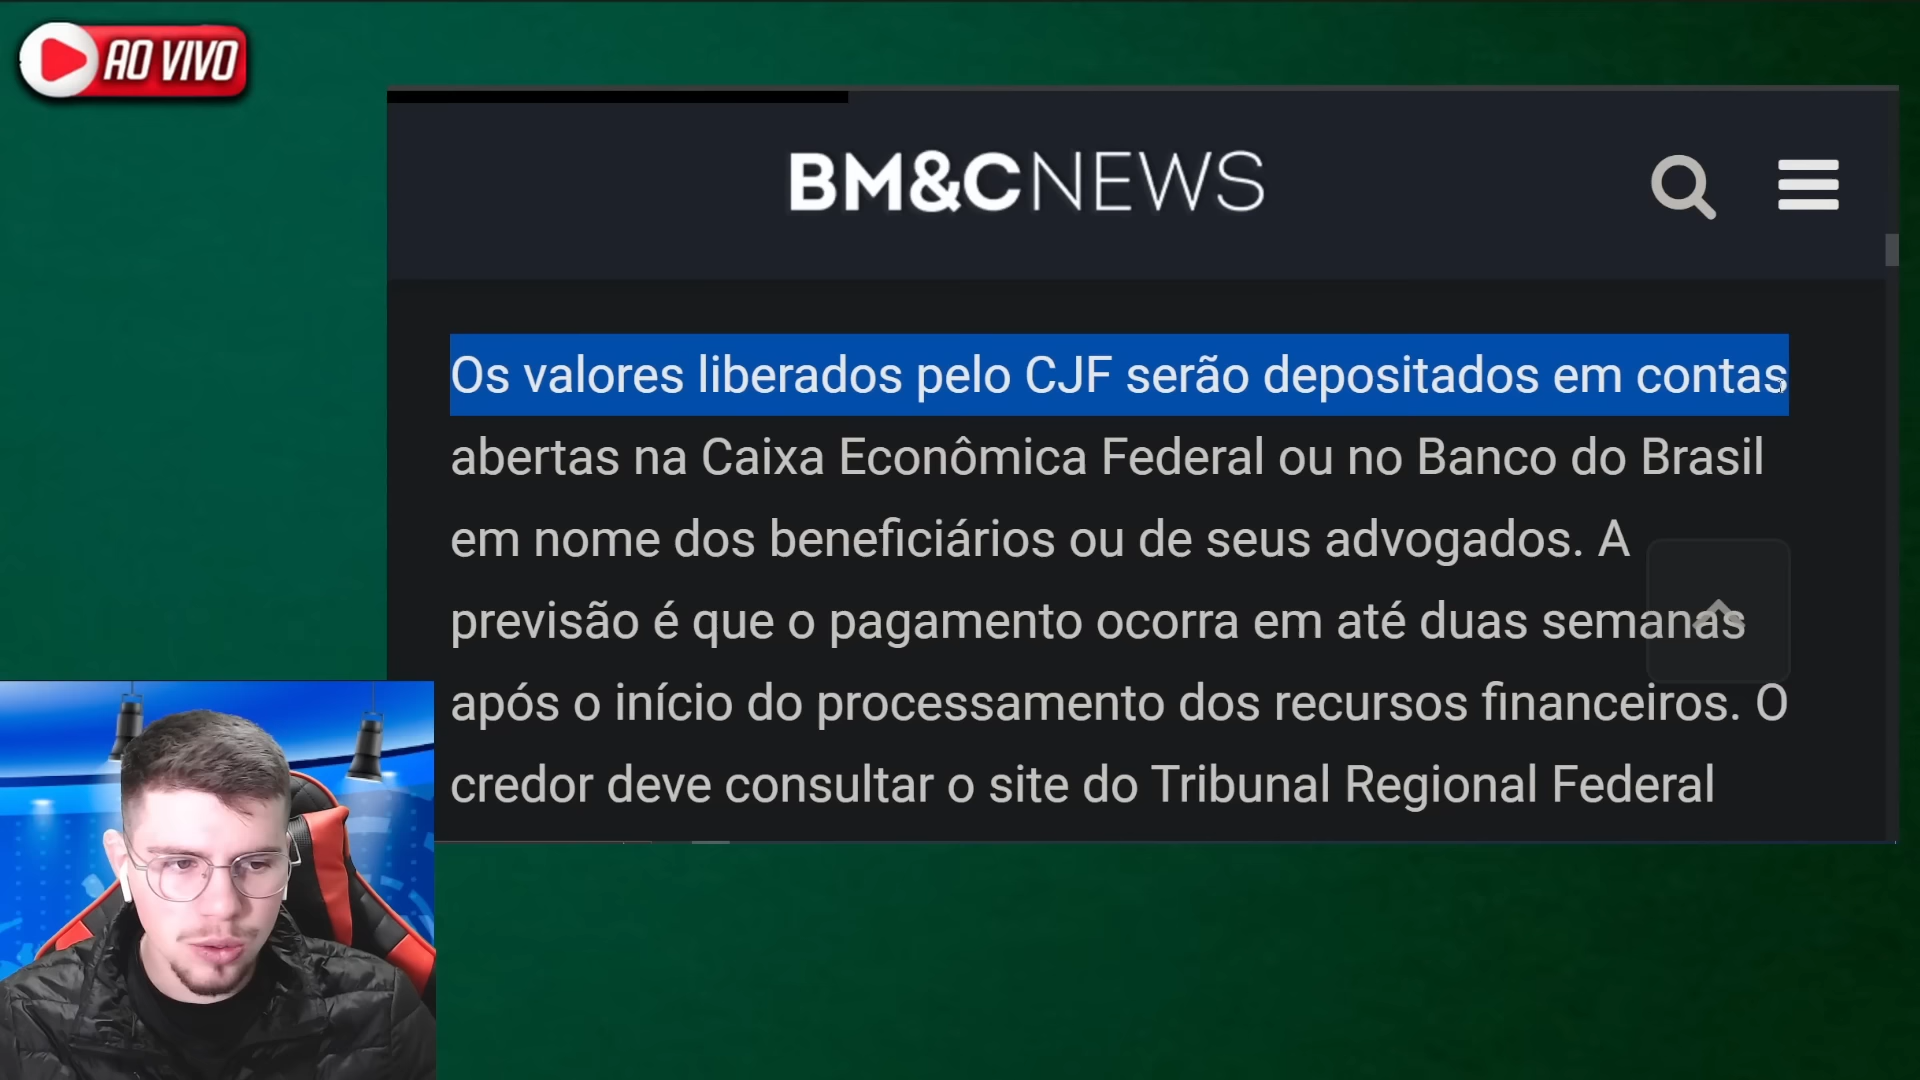 AO VIVO
BM&CNEWS
Os valores liberados pelo CJF serão depositados em contas
abertas na Caixa Econômica Federal ou no Banco do Brasil
em nome dos beneficiários ou de seus advogados. A
previsão é que o pagamento ocorra em até duas semanas
após o início do processamento dos recursos financeiros. O
credor deve consultar o site do Tribunal Regional Federal